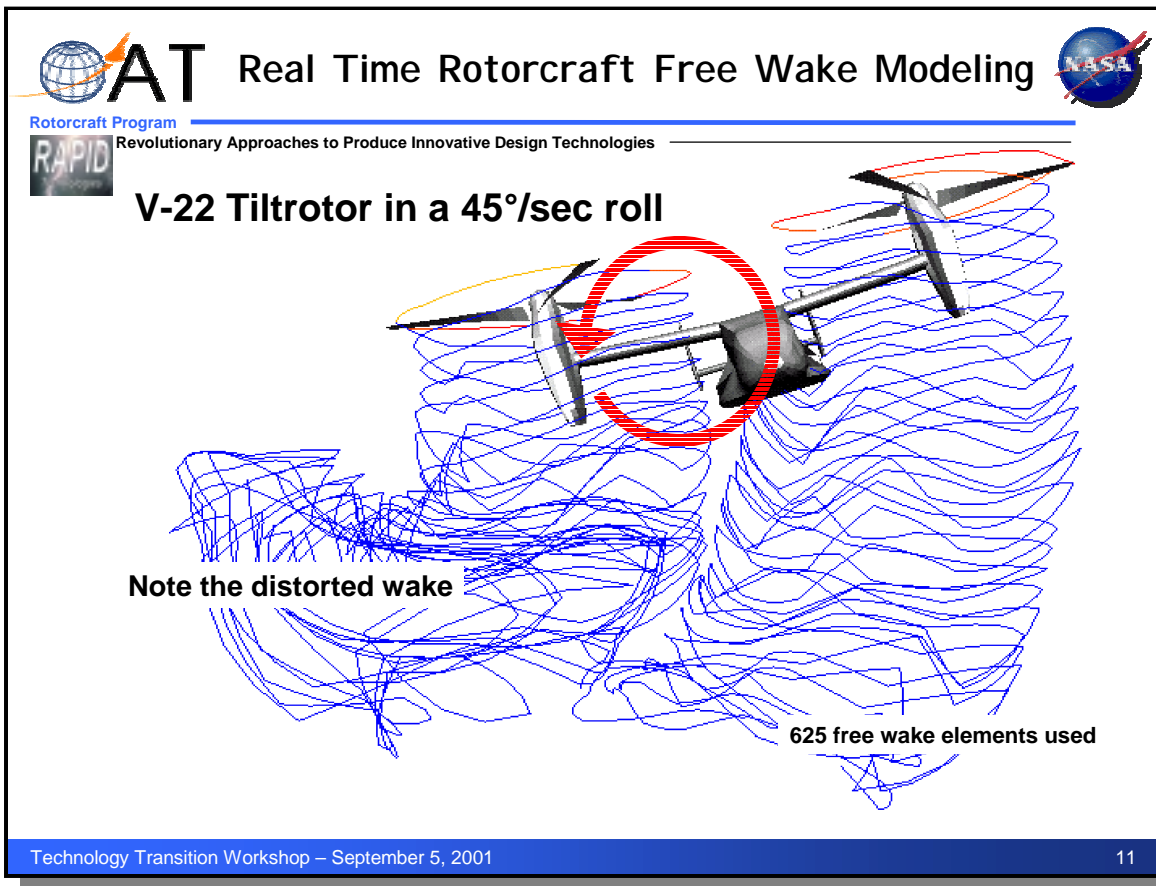 AT Real Time Rotorcraft Free Wake Modeling
NASA
Rotorcraft Program
RAPID
Revolutionary Approaches to Produce Innovative Design Technologies
V-22 Tiltrotor in a 45°/sec roll
Note the distorted wake
625 free wake elements used
Technology Transition Workshop – September 5, 2001 11